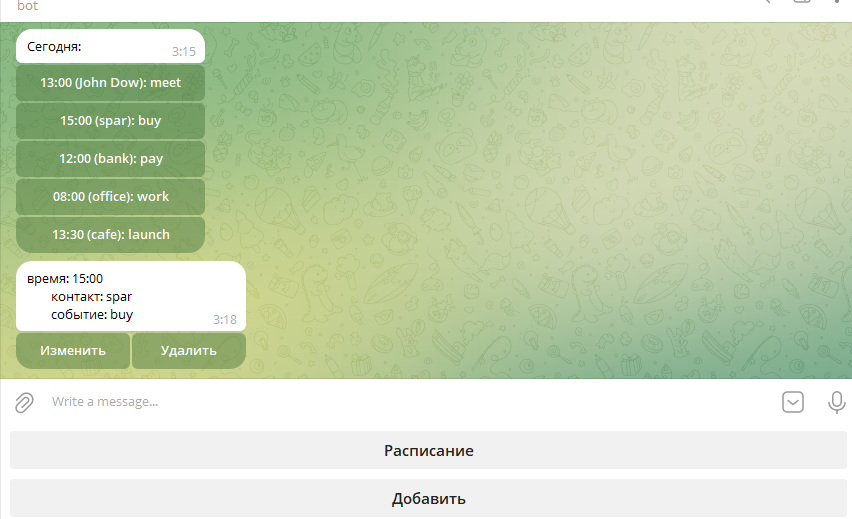 bot
Сегодня:
3:15
13:00 (John Dow): meet
15:00 (spar): buy
12:00 (bank): pay
08:00 (office): work
13:30 (cafe): launch
время: 15:00
контакт: spar
событие: buy
3:18
Изменить Удалить
Write a message...
Расписание
Добавить